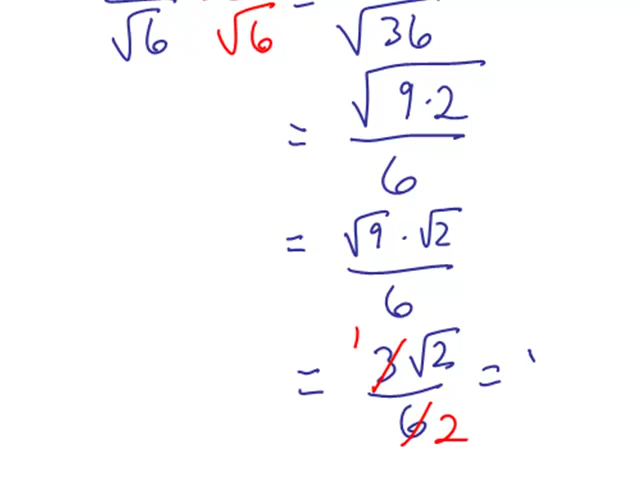 √6 √6 = √36
= √9·2 / 6
= √9 · √2 / 6
= 1 3√2 / 6 2 =